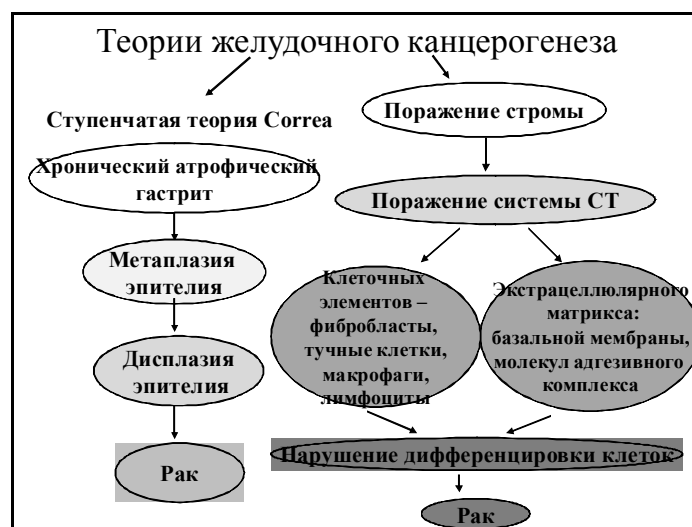 Теории желудочного канцерогенеза
Ступенчатая теория Correa
Хронический атрофический
гастрит
Метаплазия
эпителия
Дисплазия
эпителия
Рак
Поражение стромы
Поражение системы СТ
Клеточных
элементов –
фибробласты,
тучные клетки,
макрофаги,
лимфоциты
Экстрацеллюлярного
матрикса:
базальной мембраны,
молекул адгезивного
комплекса
Нарушение дифференцировки клеток
Рак